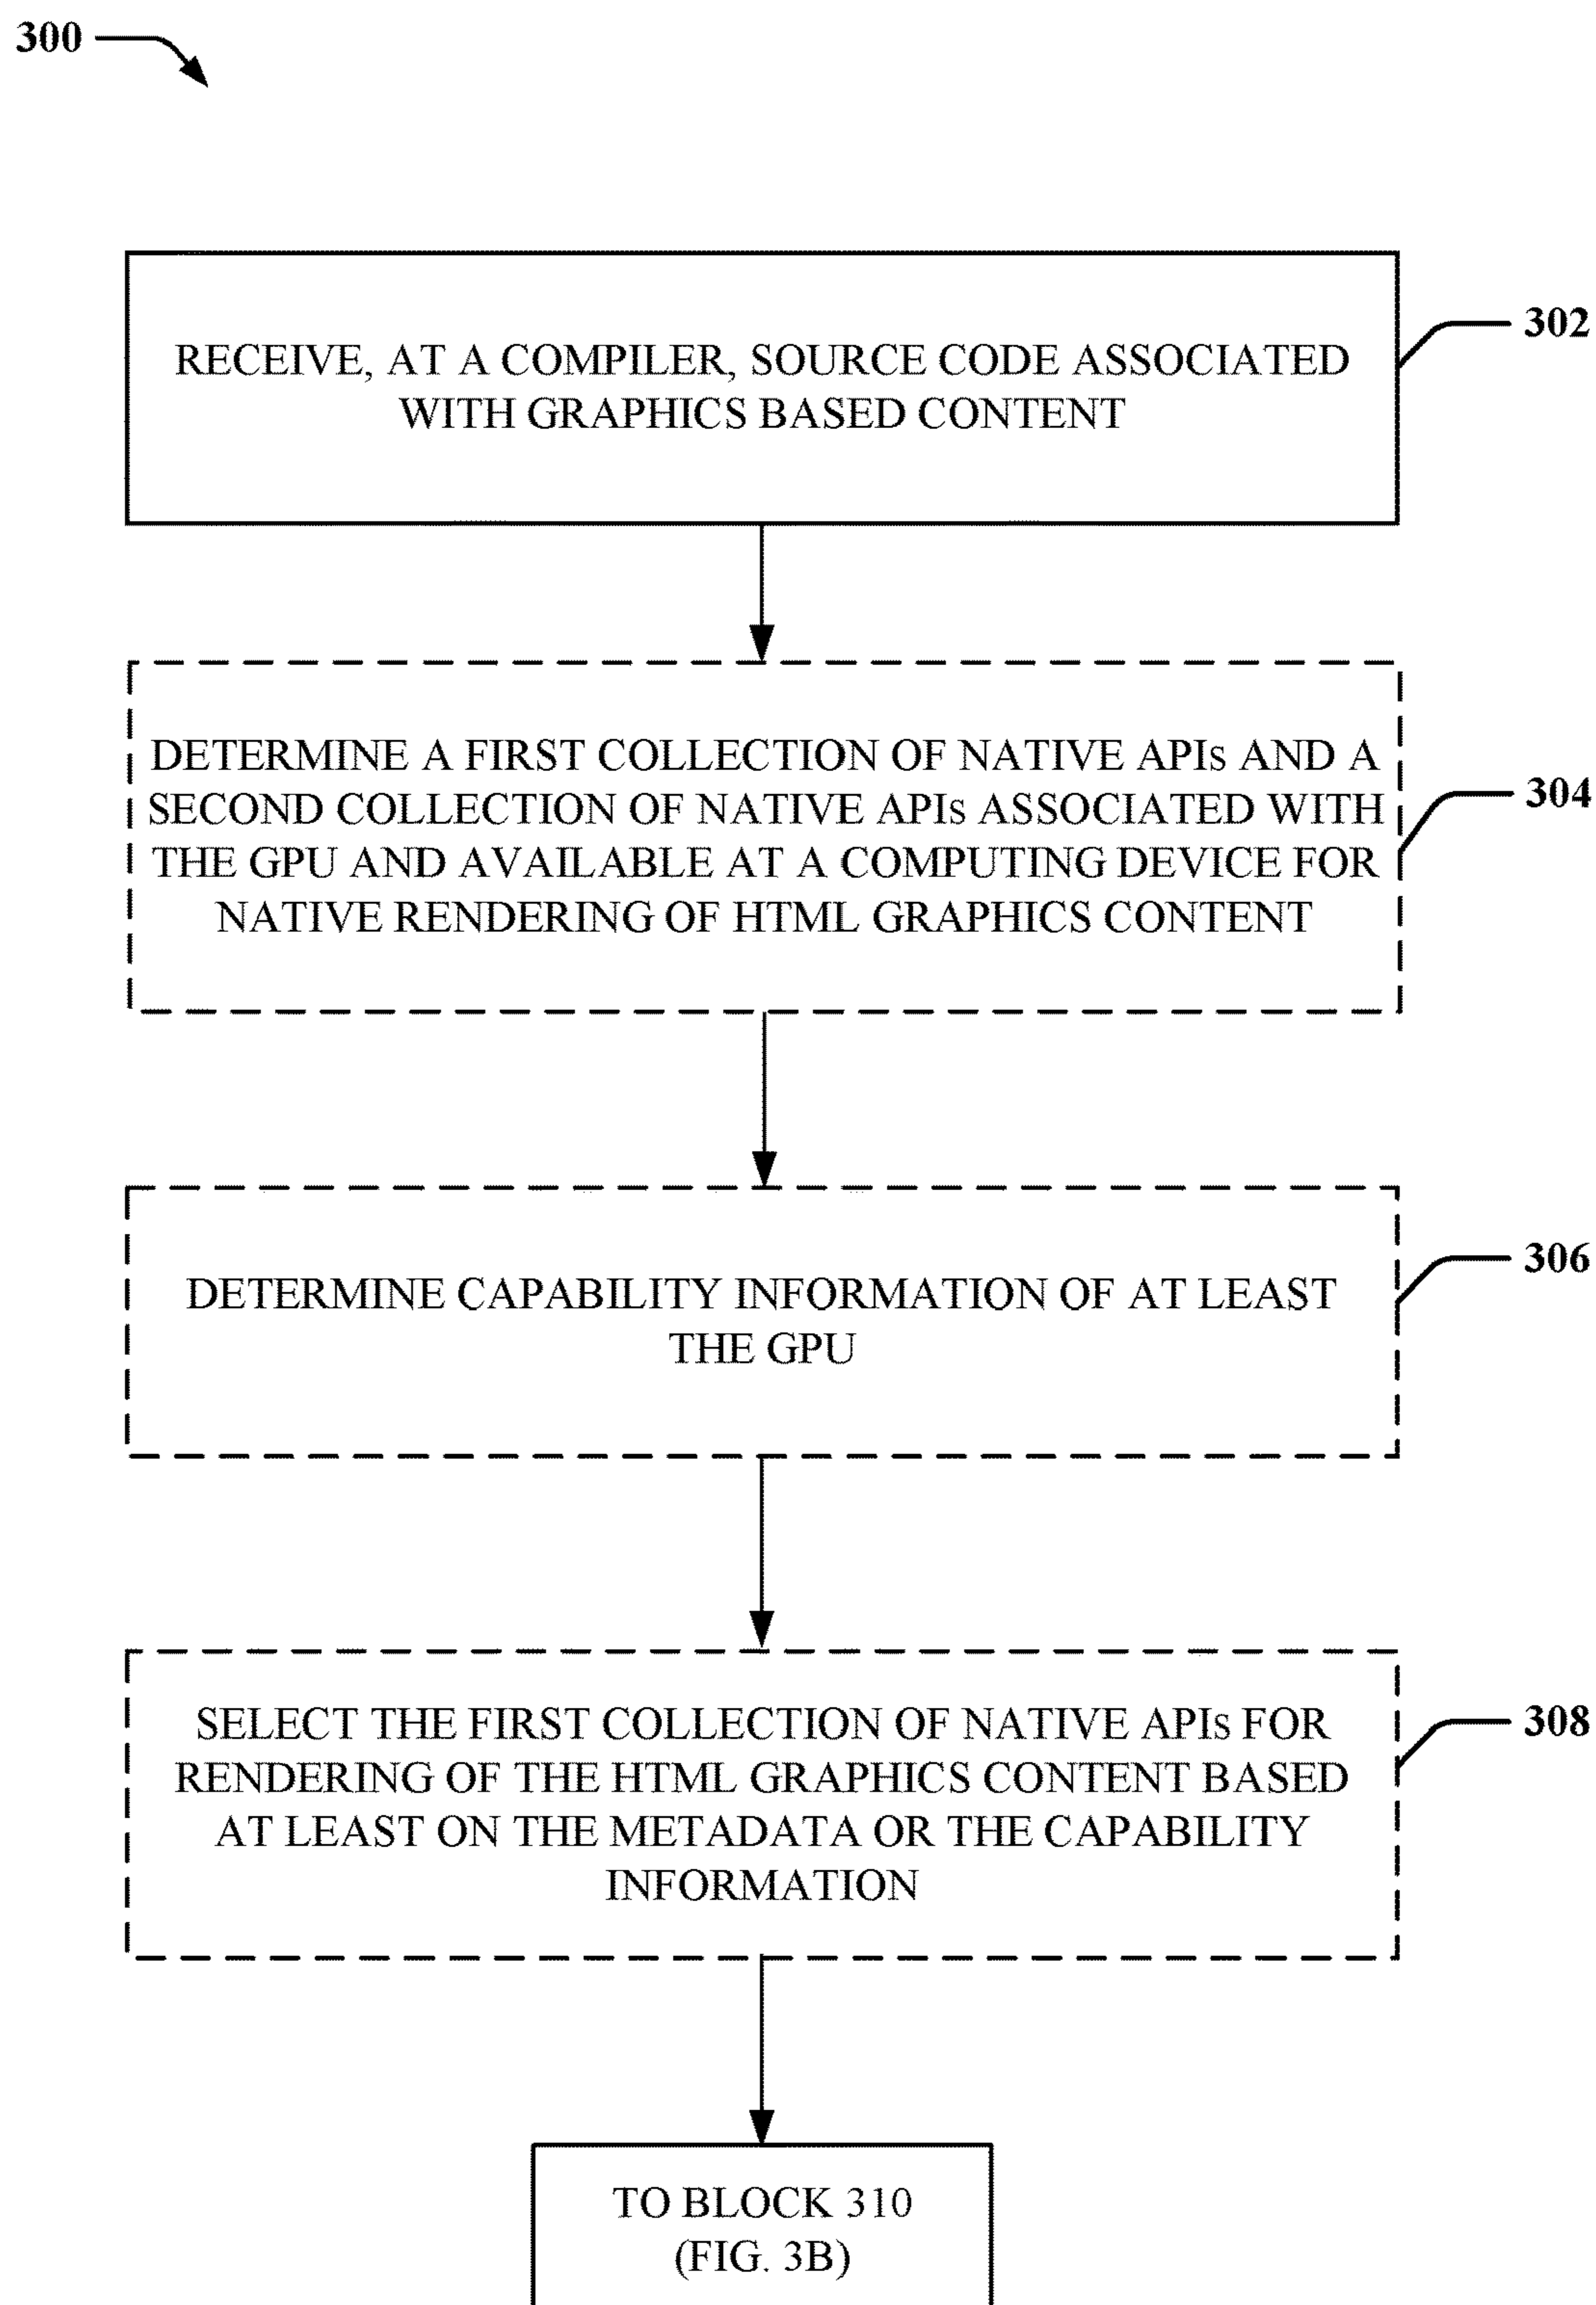 300
RECEIVE, AT A COMPILER, SOURCE CODE ASSOCIATED
WITH GRAPHICS BASED CONTENT
302
DETERMINE A FIRST COLLECTION OF NATIVE APIs AND A
SECOND COLLECTION OF NATIVE APIs ASSOCIATED WITH
THE GPU AND AVAILABLE AT A COMPUTING DEVICE FOR
NATIVE RENDERING OF HTML GRAPHICS CONTENT
304
DETERMINE CAPABILITY INFORMATION OF AT LEAST
THE GPU
306
SELECT THE FIRST COLLECTION OF NATIVE APIs FOR
RENDERING OF THE HTML GRAPHICS CONTENT BASED
AT LEAST ON THE METADATA OR THE CAPABILITY
INFORMATION
308
TO BLOCK 310
(FIG. 3B)